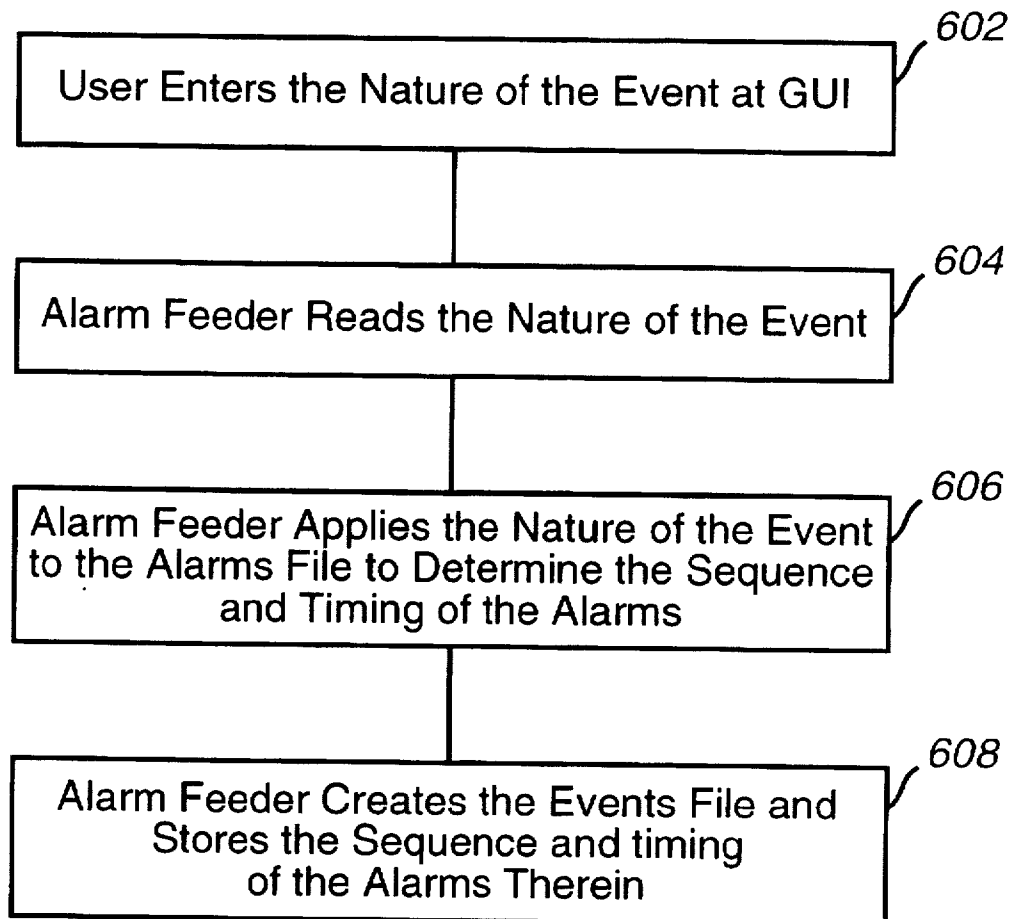 602
User Enters the Nature of the Event at GUI
604
Alarm Feeder Reads the Nature of the Event
606
Alarm Feeder Applies the Nature of the Event
to the Alarms File to Determine the Sequence
and Timing of the Alarms
608
Alarm Feeder Creates the Events File and
Stores the Sequence and timing
of the Alarms Therein